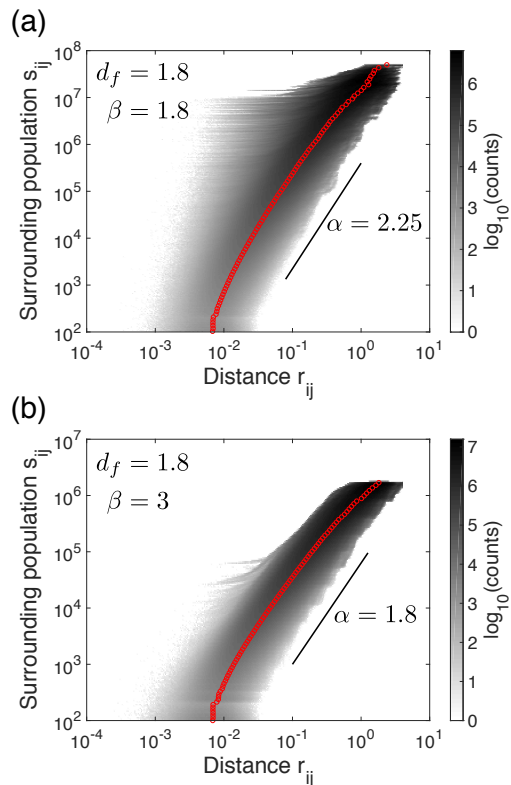 (a)
10^8
10^7
10^6
10^5
10^4
10^3
10^2
Surrounding population s_ij
d_f = 1.8
β = 1.8
α = 2.25
10^-4 10^-3 10^-2 10^-1 10^0 10^1
Distance r_ij
6
5
4
3
2
1
0
log_10(counts)
(b)
10^7
10^6
10^5
10^4
10^3
10^2
Surrounding population s_ij
d_f = 1.8
β = 3
α = 1.8
10^-4 10^-3 10^-2 10^-1 10^0 10^1
Distance r_ij
7
6
5
4
3
2
1
0
log_10(counts)